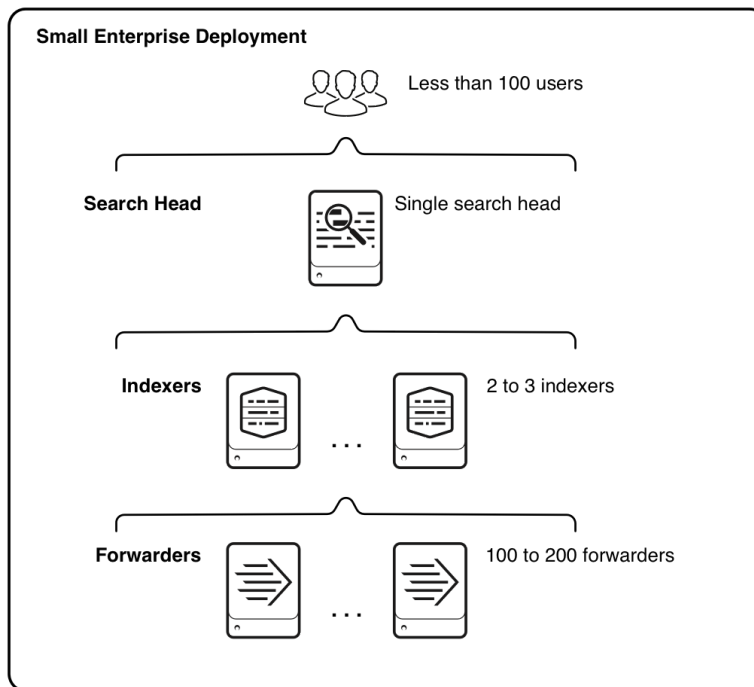 Small Enterprise Deployment
Less than 100 users
Search Head
Single search head
Indexers
2 to 3 indexers
...
Forwarders
100 to 200 forwarders
...